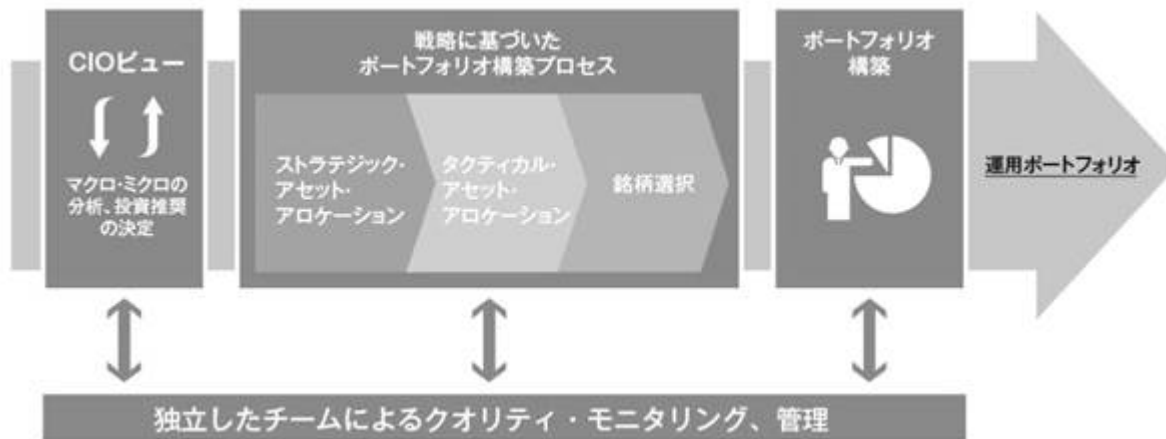 CIOビュー
マクロ・ミクロの
分析、投資推奨
の決定
戦略に基づいた
ポートフォリオ構築プロセス
ストラテジック・
アセット・
アロケーション
タクティカル・
アセット・
アロケーション
銘柄選択
ポートフォリオ
構築
運用ポートフォリオ
独立したチームによるクオリティ・モニタリング、管理